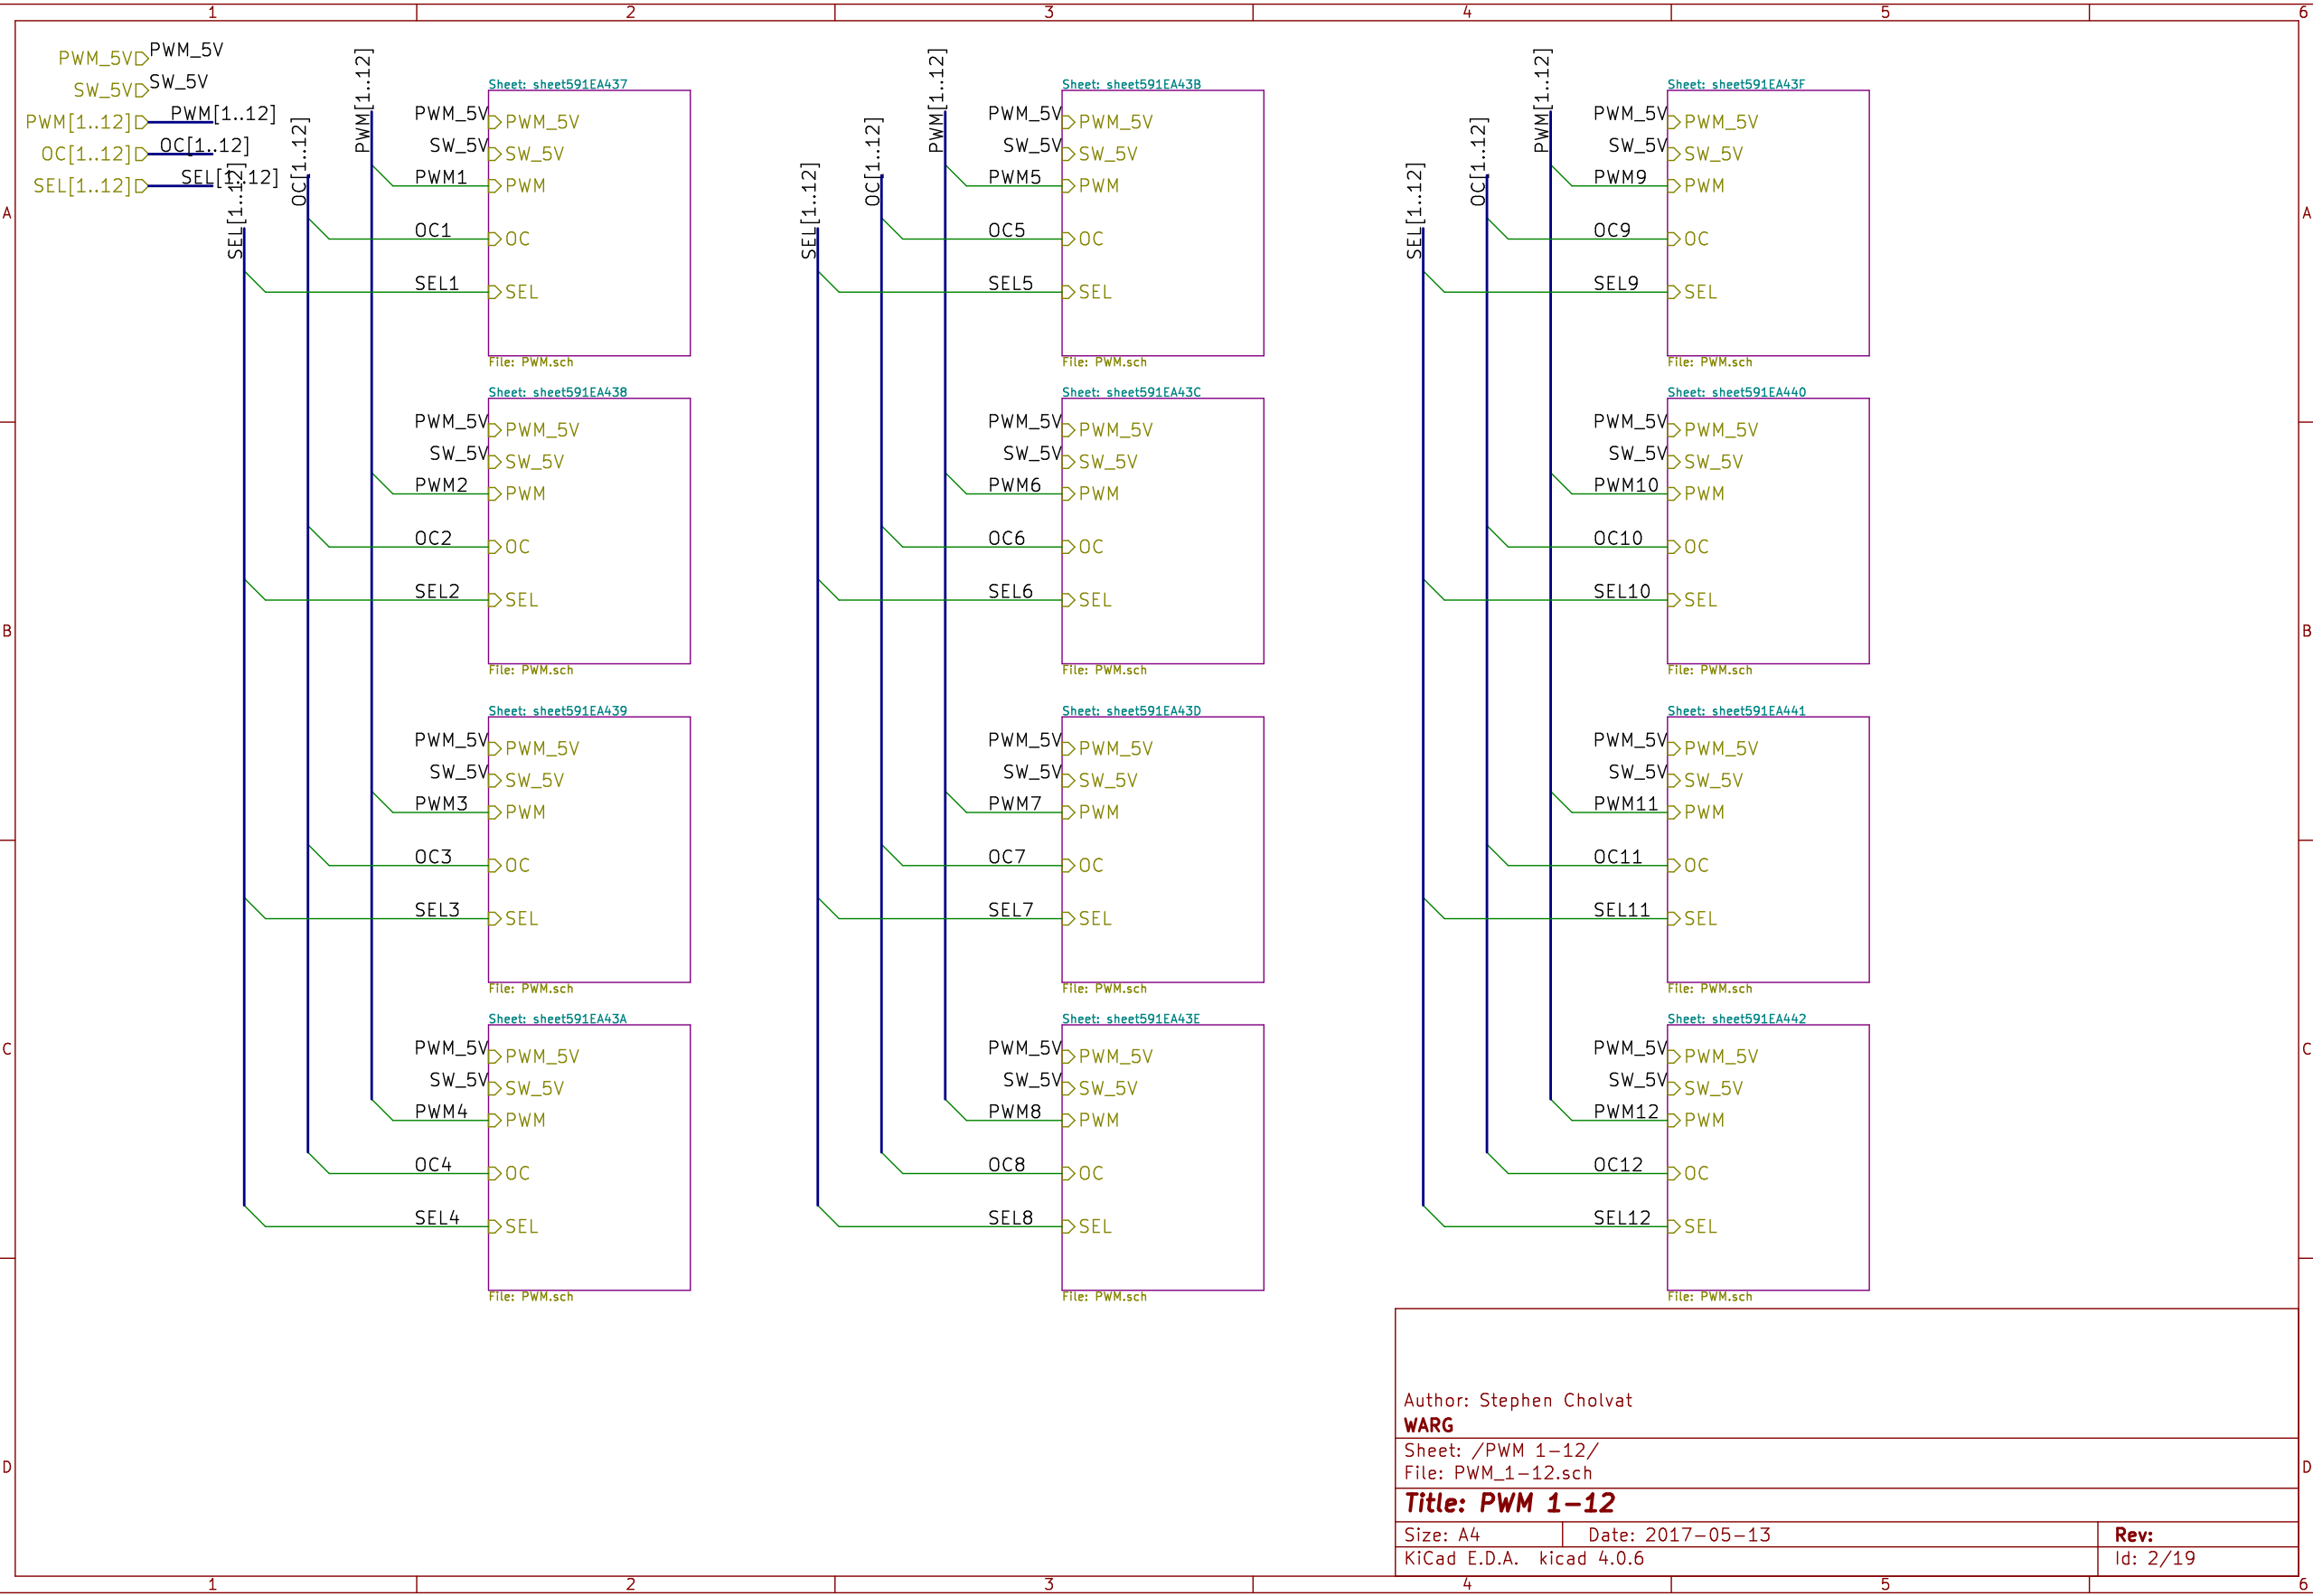 1 2 3 4 5 6
PWM_5V PWM_5V
SW_5V SW_5V
PWM[1..12] PWM[1..12]
OC[1..12] OC[1..12]
SEL[1..12] SEL[1..12]
A
B
C
D
SEL[1..12]
OC[1..12]
PWM[1..12]
Sheet: sheet591EA437
PWM_5V PWM_5V
SW_5V SW_5V
PWM1 PWM
OC1 OC
SEL1 SEL
File: PWM.sch
Sheet: sheet591EA438
PWM_5V PWM_5V
SW_5V SW_5V
PWM2 PWM
OC2 OC
SEL2 SEL
File: PWM.sch
Sheet: sheet591EA439
PWM_5V PWM_5V
SW_5V SW_5V
PWM3 PWM
OC3 OC
SEL3 SEL
File: PWM.sch
Sheet: sheet591EA43A
PWM_5V PWM_5V
SW_5V SW_5V
PWM4 PWM
OC4 OC
SEL4 SEL
File: PWM.sch
SEL[1..12]
OC[1..12]
PWM[1..12]
Sheet: sheet591EA43B
PWM_5V PWM_5V
SW_5V SW_5V
PWM5 PWM
OC5 OC
SEL5 SEL
File: PWM.sch
Sheet: sheet591EA43C
PWM_5V PWM_5V
SW_5V SW_5V
PWM6 PWM
OC6 OC
SEL6 SEL
File: PWM.sch
Sheet: sheet591EA43D
PWM_5V PWM_5V
SW_5V SW_5V
PWM7 PWM
OC7 OC
SEL7 SEL
File: PWM.sch
Sheet: sheet591EA43E
PWM_5V PWM_5V
SW_5V SW_5V
PWM8 PWM
OC8 OC
SEL8 SEL
File: PWM.sch
SEL[1..12]
OC[1..12]
PWM[1..12]
Sheet: sheet591EA43F
PWM_5V PWM_5V
SW_5V SW_5V
PWM9 PWM
OC9 OC
SEL9 SEL
File: PWM.sch
Sheet: sheet591EA440
PWM_5V PWM_5V
SW_5V SW_5V
PWM10 PWM
OC10 OC
SEL10 SEL
File: PWM.sch
Sheet: sheet591EA441
PWM_5V PWM_5V
SW_5V SW_5V
PWM11 PWM
OC11 OC
SEL11 SEL
File: PWM.sch
Sheet: sheet591EA442
PWM_5V PWM_5V
SW_5V SW_5V
PWM12 PWM
OC12 OC
SEL12 SEL
File: PWM.sch
A
B
C
D
Author: Stephen Cholvat
WARG
Sheet: /PWM 1-12/
File: PWM_1-12.sch
Title: PWM 1-12
Size: A4 Date: 2017-05-13 Rev:
KiCad E.D.A. kicad 4.0.6 Id: 2/19
1 2 3 4 5 6